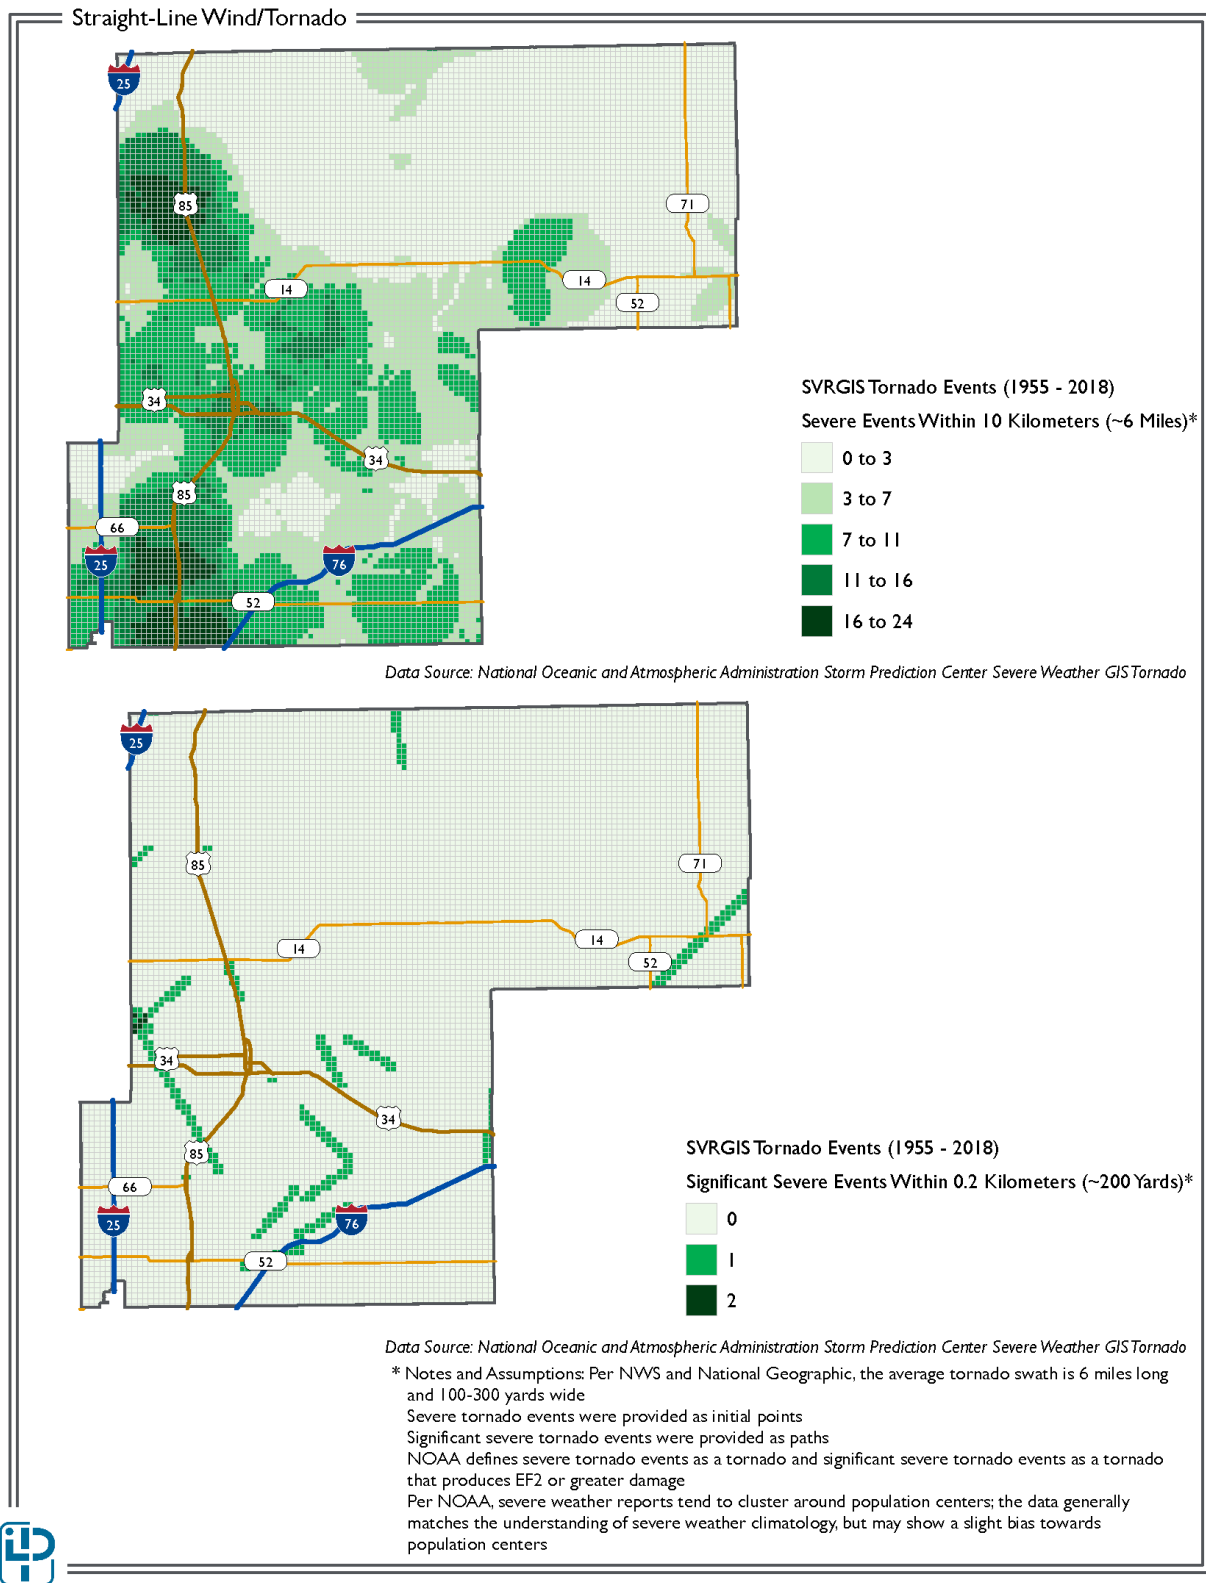 Straight-Line Wind/Tornado
25
85
71
14
14
52
34
34
85
66
25
76
52
SVRGIS Tornado Events (1955 - 2018)
Severe Events Within 10 Kilometers (~6 Miles)*
0 to 3
3 to 7
7 to 11
11 to 16
16 to 24
Data Source: National Oceanic and Atmospheric Administration Storm Prediction Center Severe Weather GIS Tornado
25
85
71
14
14
52
34
34
85
66
25
76
52
SVRGIS Tornado Events (1955 - 2018)
Significant Severe Events Within 0.2 Kilometers (~200 Yards)*
0
1
2
Data Source: National Oceanic and Atmospheric Administration Storm Prediction Center Severe Weather GIS Tornado
* Notes and Assumptions: Per NWS and National Geographic, the average tornado swath is 6 miles long
and 100-300 yards wide
Severe tornado events were provided as initial points
Significant severe tornado events were provided as paths
NOAA defines severe tornado events as a tornado and significant severe tornado events as a tornado
that produces EF2 or greater damage
Per NOAA, severe weather reports tend to cluster around population centers; the data generally
matches the understanding of severe weather climatology, but may show a slight bias towards
population centers